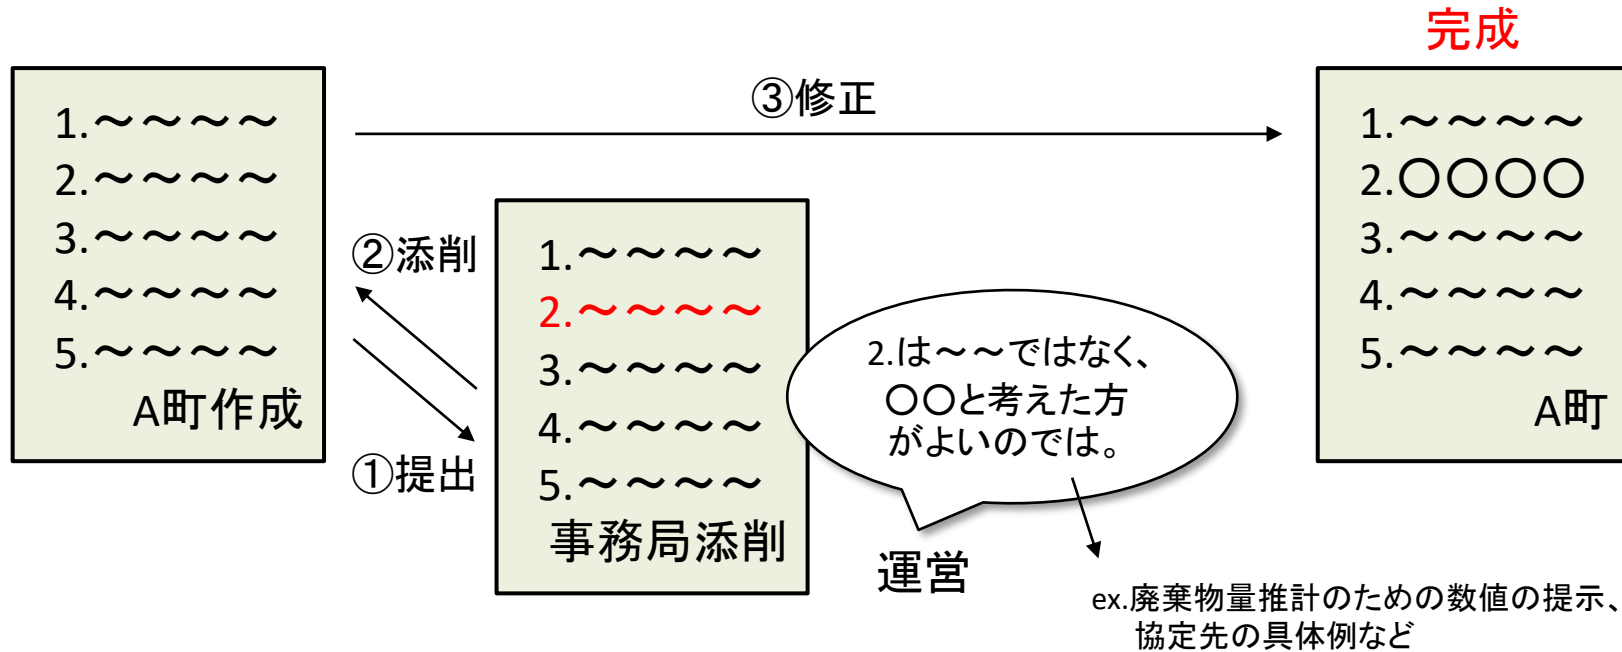 1.～～～～
2.～～～～
3.～～～～
4.～～～～
5.～～～～
A町作成
③修正
②添削
①提出
1.～～～～
2.～～～～
3.～～～～
4.～～～～
5.～～～～
事務局添削
2.は～～ではなく、
〇〇と考えた方
がよいのでは。
運営
ex.廃棄物量推計のための数値の提示、
協定先の具体例など
完成
1.～～～～
2.〇〇〇〇
3.～～～～
4.～～～～
5.～～～～
A町